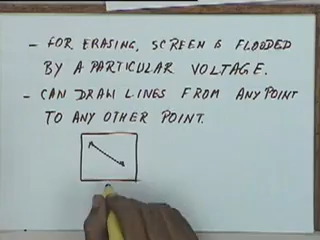 - FOR ERASING, SCREEN IS FLOODED
BY A PARTICULAR VOLTAGE.
- CAN DRAW LINES FROM ANY POINT
TO ANY OTHER POINT.